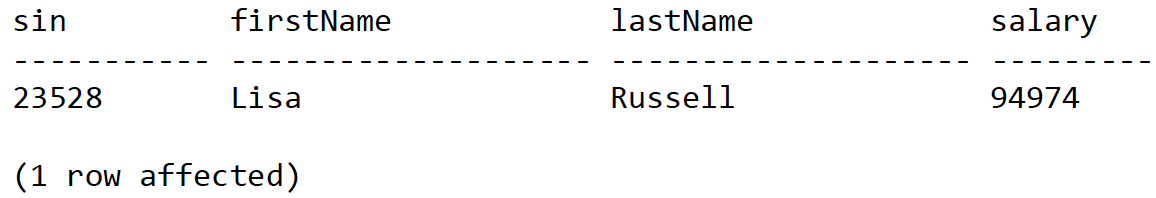 sin         firstName            lastName             salary
----------- -------------------- -------------------- ---------
23528       Lisa                 Russell              94974
(1 row affected)